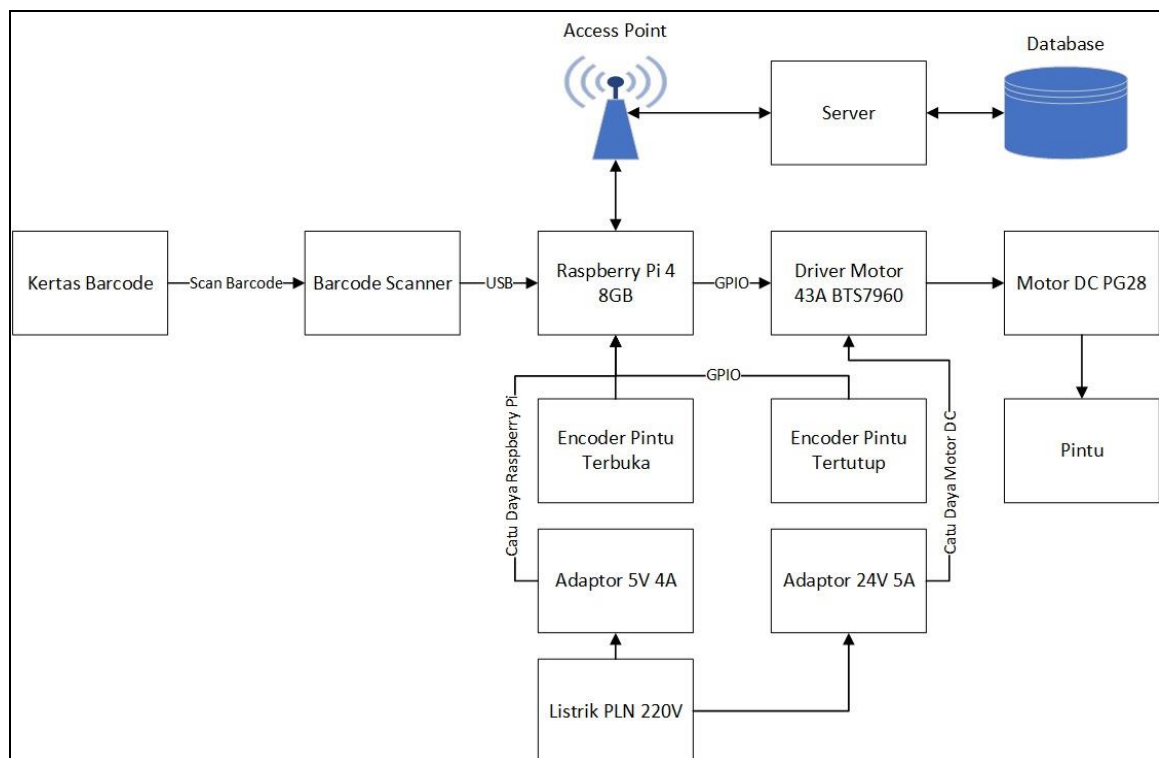 Access Point
Database
Server
Kertas Barcode
Scan Barcode
Barcode Scanner
USB
Raspberry Pi 4
8GB
GPIO
Driver Motor
43A BTS7960
Motor DC PG28
GPIO
Catu Daya Raspberry Pi
Encoder Pintu
Terbuka
Encoder Pintu
Tertutup
Catu Daya Motor DC
Pintu
Adaptor 5V 4A
Adaptor 24V 5A
Listrik PLN 220V